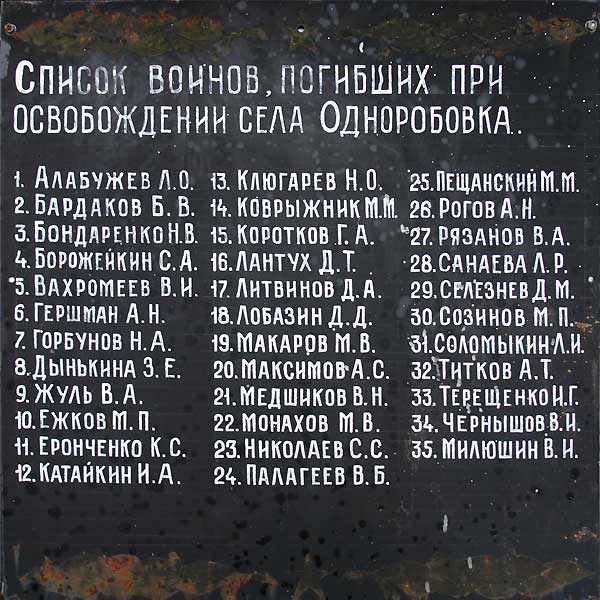 Список воинов, погибших при
освобождении села Одноробовка..
1. Алабужев Л.О.
2. Бардаков Б.В.
3. Бондаренко Н.В.
4. Борожейкин С.А.
5. Вахромеев В.И.
6. Гершман А.Н.
7. Горбунов Н.А.
8. Дынькина З.Е.
9. Жуль В.А.
10. Ежков М.П.
11. Еронченко К.С.
12. Катайкин И.А.
13. Клюгарев Н.О.
14. Коврыжник М.М.
15. Коротков Г.А.
16. Лантух Д.Т.
17. Литвинов Д.А.
18. Лобазин Д.Д.
19. Макаров М.В.
20. Максимов А.С.
21. Медшиков В.Н.
22. Монахов М.В.
23. Николаев С.С.
24. Палагеев В.Б.
25. Пещанский М.М.
26. Рогов А.Н.
27. Рязанов В.А.
28. Санаева Л.Р.
29. Селезнев Д.М.
30. Созинов М.П.
31. Соломыкин Л.И.
32. Титков А.Т.
33. Терещенко И.Г.
34. Чернышов В.И.
35. Милюшин В.И.